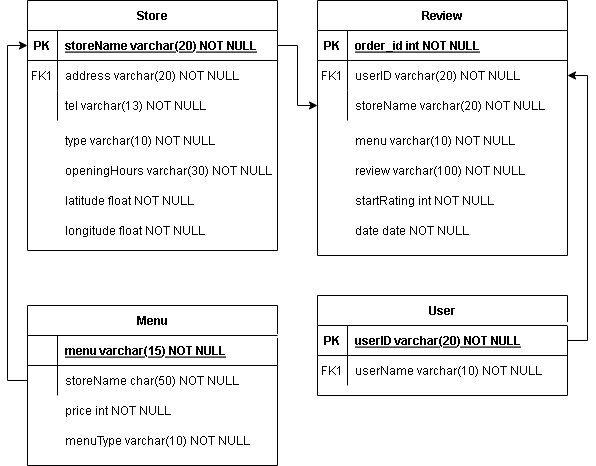 Store
PK storeName varchar(20) NOT NULL
FK1 address varchar(20) NOT NULL
tel varchar(13) NOT NULL
type varchar(10) NOT NULL
openingHours varchar(30) NOT NULL
latitude float NOT NULL
longitude float NOT NULL
Review
PK order_id int NOT NULL
FK1 userID varchar(20) NOT NULL
storeName varchar(20) NOT NULL
menu varchar(10) NOT NULL
review varchar(100) NOT NULL
startRating int NOT NULL
date date NOT NULL
Menu
menu varchar(15) NOT NULL
storeName char(50) NOT NULL
price int NOT NULL
menuType varchar(10) NOT NULL
User
PK userID varchar(20) NOT NULL
FK1 userName varchar(10) NOT NULL